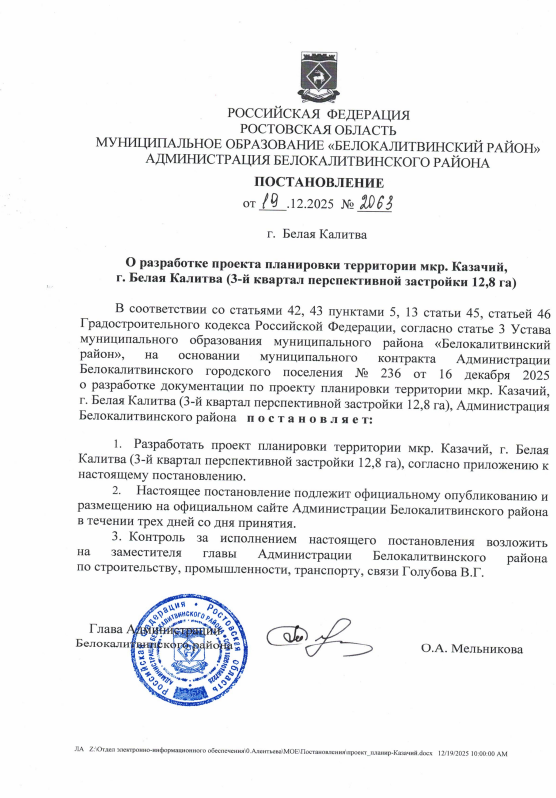 РОССИЙСКАЯ ФЕДЕРАЦИЯ
РОСТОВСКАЯ ОБЛАСТЬ
МУНИЦИПАЛЬНОЕ ОБРАЗОВАНИЕ «БЕЛОКАЛИТВИНСКИЙ РАЙОН»
АДМИНИСТРАЦИЯ БЕЛОКАЛИТВИНСКОГО РАЙОНА
ПОСТАНОВЛЕНИЕ
от 19.12.2025 № 2063
г. Белая Калитва
О разработке проекта планировки территории мкр. Казачий,
г. Белая Калитва (3-й квартал перспективной застройки 12,8 га)
В соответствии со статьями 42, 43 пунктами 5, 13 статьи 45, статьей 46
Градостроительного кодекса Российской Федерации, согласно статье 3 Устава
муниципального образования муниципального района «Белокалитвинский
район», на основании муниципального контракта Администрации
Белокалитвинского городского поселения № 236 от 16 декабря 2025
о разработке документации по проекту планировки территории мкр. Казачий,
г. Белая Калитва (3-й квартал перспективной застройки 12,8 га), Администрация
Белокалитвинского района п о с т а н о в л я е т:
1. Разработать проект планировки территории мкр. Казачий, г. Белая
Калитва (3-й квартал перспективной застройки 12,8 га), согласно приложению к
настоящему постановлению.
2. Настоящее постановление подлежит официальному опубликованию и
размещению на официальном сайте Администрации Белокалитвинского района
в течении трех дней со дня принятия.
3. Контроль за исполнением настоящего постановления возложить
на заместителя главы Администрации Белокалитвинского района
по строительству, промышленности, транспорту, связи Голубова В.Г.
Глава Администрации
Белокалитвинского района
О.А. Мельникова
Российская Федерация • Ростовская область
АДМИНИСТРАЦИЯ БЕЛОКАЛИТВИНСКОГО РАЙОНА
ДА Z:\Отдел электронно-информационного обеспечения\0.Алентьева\МОЕ\Постановления\проект_планир-Казачий.docx 12/19/2025 10:00:00 AM